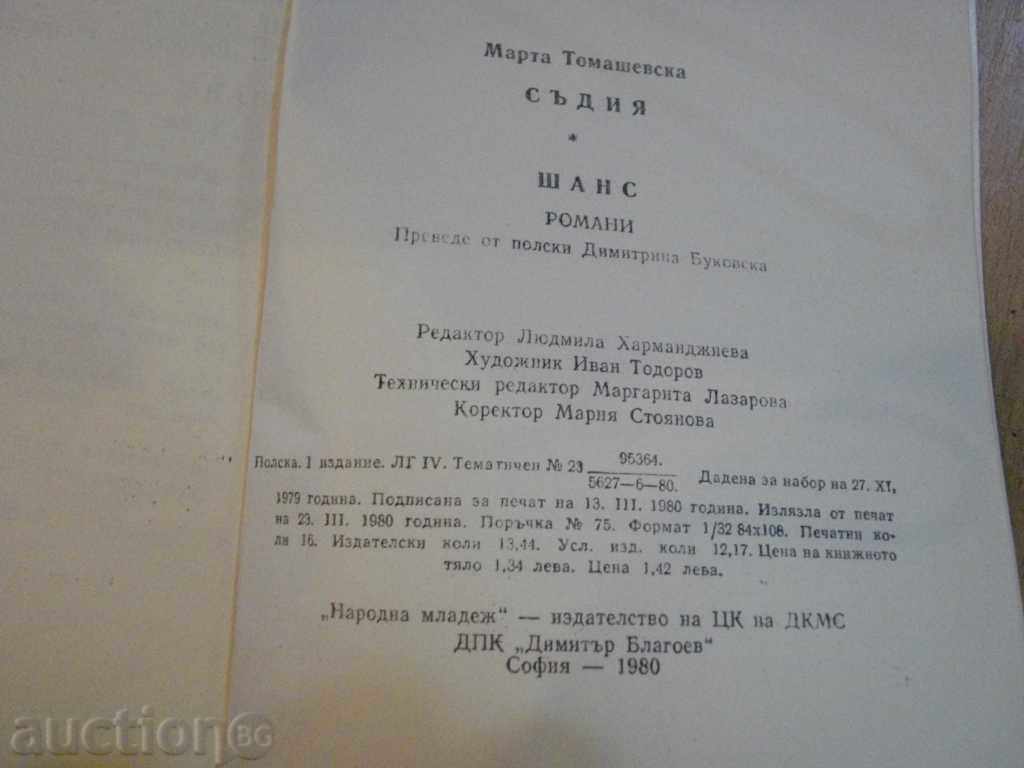 Марта Томашевска
СЪДИЯ
*
ШАНС
РОМАНИ
Преведе от полски Димитрина Буковска
Редактор Людмила Харманджиева
Художник Иван Тодоров
Технически редактор Маргарита Лазарова
Коректор Мария Стоянова
Полска. I издание. ЛГ IV. Тематичен № 23 95364. / 5627—6—80. Дадена за набор на 27. XI,
1979 година. Подписана за печат на 13. III. 1980 година. Излязла от печат
на 23. III. 1980 година. Поръчка № 75. Формат 1/32 84x108. Печатни ко-
ли 16. Издателски коли 13,44. Усл. изд. коли 12,17. Цена на книжното
тяло 1,34 лева. Цена 1,42 лева.
„Народна младеж“ — издателство на ЦК на ДКМС
ДПК „Димитър Благоев“
София — 1980
auction BG